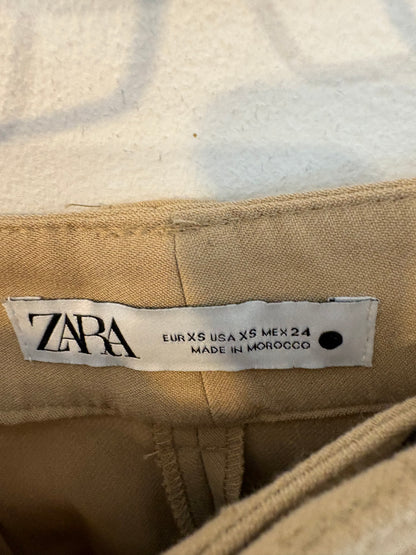 ZARA
EUR XS USA XS MEX 24
MADE IN MOROCCO